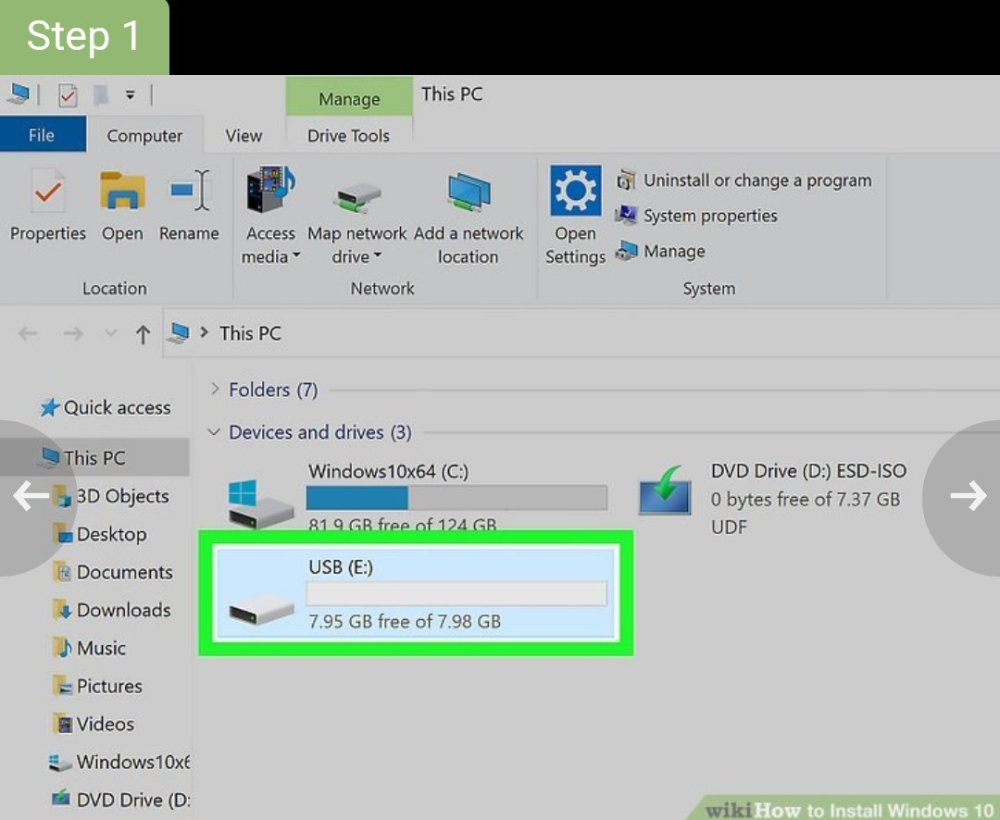 Step 1
Manage This PC
File Computer View Drive Tools
Properties Open Rename Access media Map network drive Add a network location Open Settings
Uninstall or change a program
System properties
Manage
Location Network System
This PC
Quick access
This PC
3D Objects
Desktop
Documents
Downloads
Music
Pictures
Videos
Windows10x6
DVD Drive (D:
Folders (7)
Devices and drives (3)
Windows10x64 (C:)
81.9 GB free of 124 GB
DVD Drive (D:) ESD-ISO
0 bytes free of 7.37 GB
UDF
USB (E:)
7.95 GB free of 7.98 GB
wikiHow to Install Windows 10